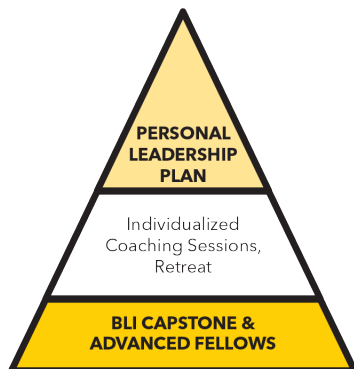 PERSONAL
LEADERSHIP
PLAN
Individualized
Coaching Sessions,
Retreat
BLI CAPSTONE &
ADVANCED FELLOWS